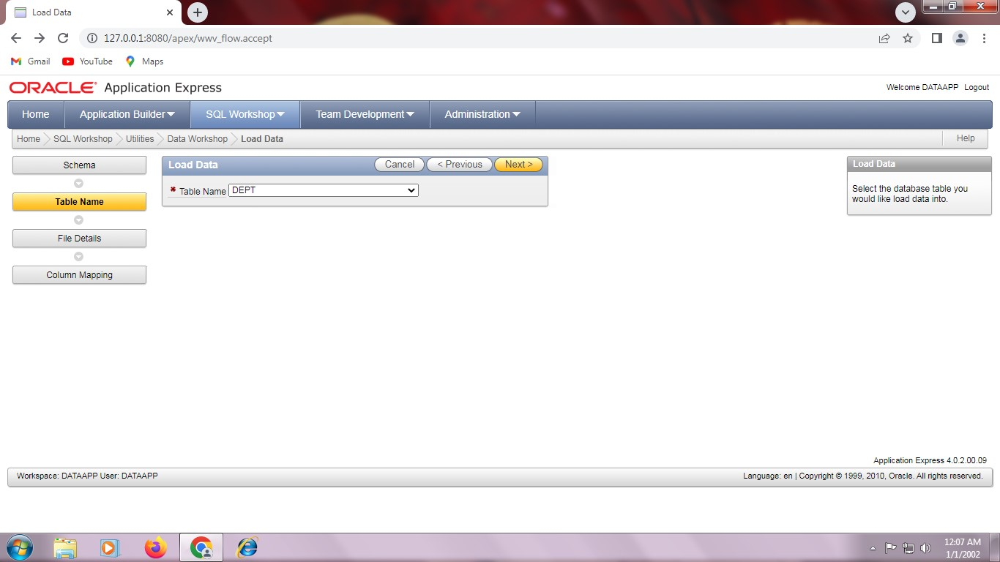 Load Data
127.0.0.1:8080/apex/wwv_flow.accept
Gmail YouTube Maps
ORACLE Application Express
Welcome DATAAPP Logout
Home Application Builder SQL Workshop Team Development Administration
Home SQL Workshop Utilities Data Workshop Load Data Help
Schema
Table Name
File Details
Column Mapping
Load Data Cancel < Previous Next >
* Table Name DEPT
Load Data
Select the database table you
would like load data into.
Application Express 4.0.2.00.09
Workspace: DATAAPP User: DATAAPP
Language: en | Copyright © 1999, 2010, Oracle. All rights reserved.
12:07 AM
1/1/2002